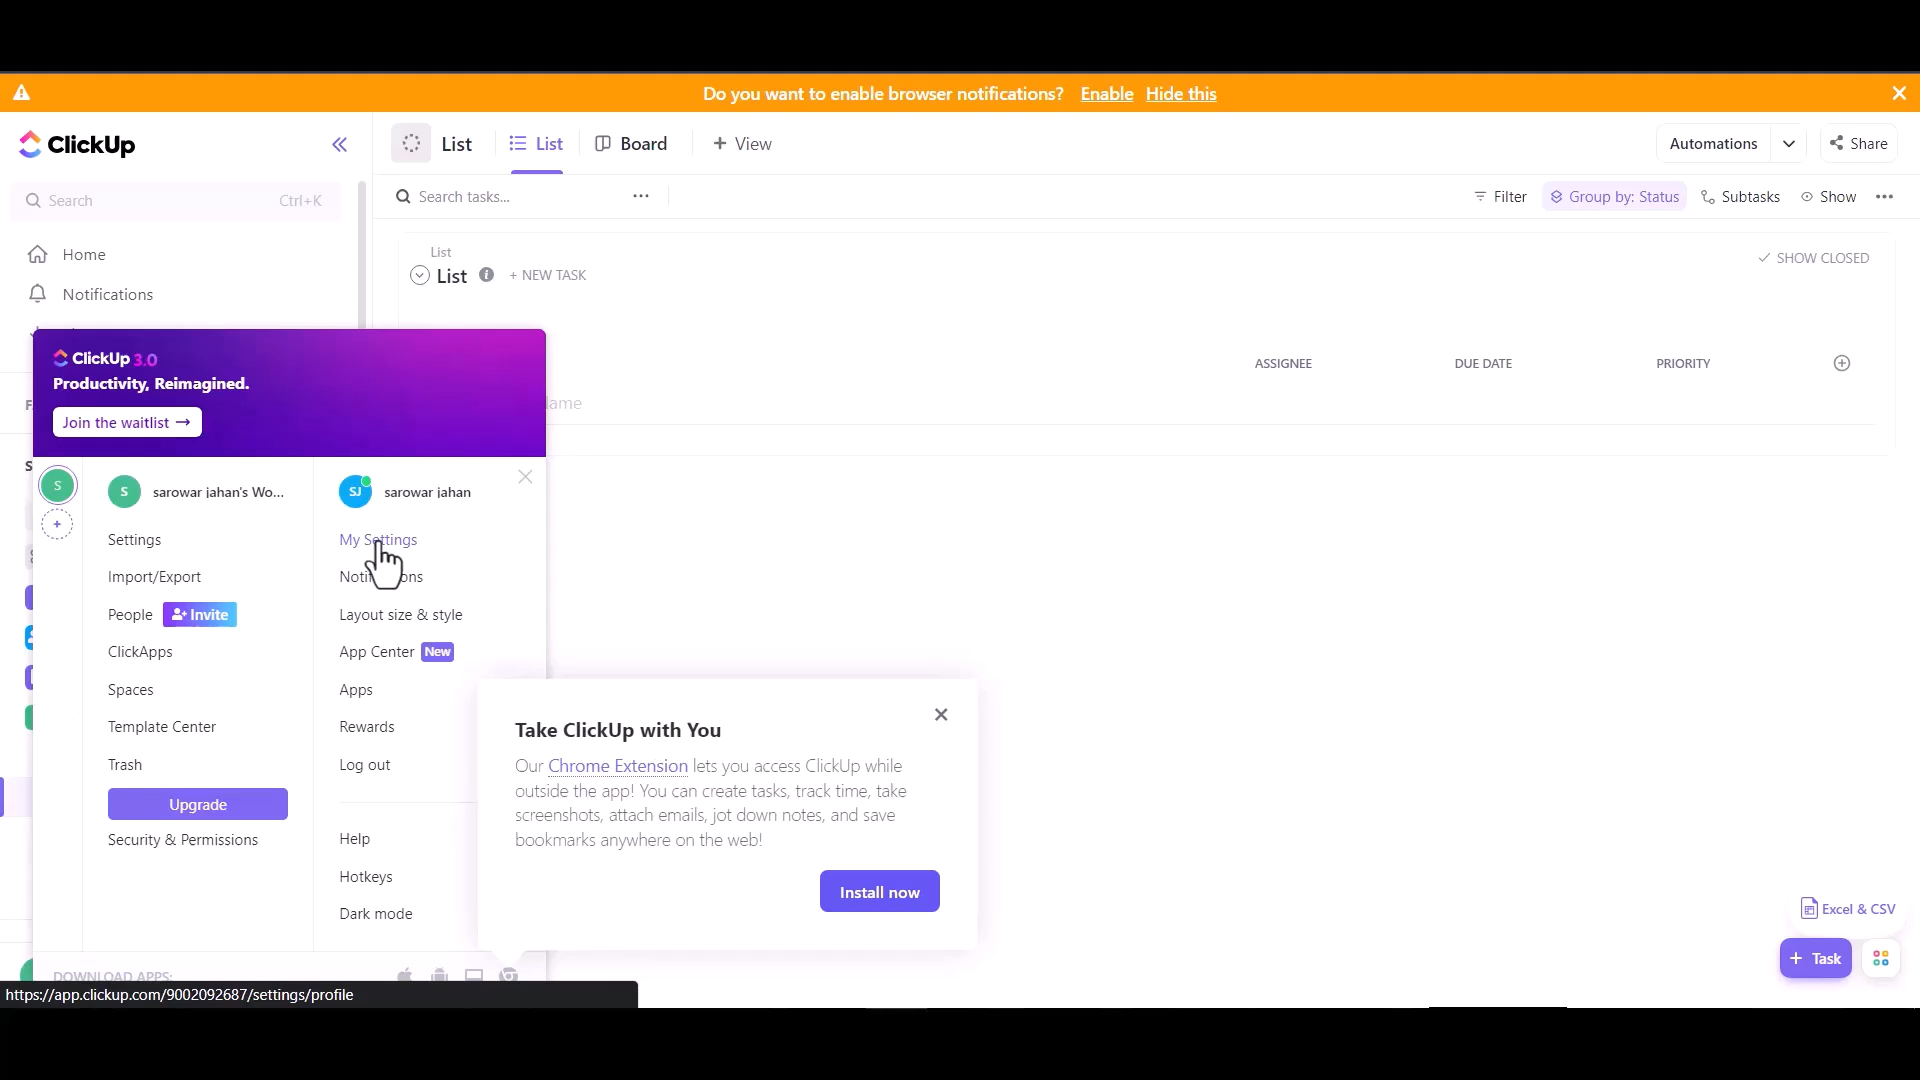 Do you want to enable browser notifications? Enable Hide this
ClickUp
List
List
Board
+ View
Automations
Share
Search
Ctrl+K
Search tasks...
Filter
Group by: Status
Subtasks
Show
Home
Notifications
List
List
+ NEW TASK
SHOW CLOSED
ASSIGNEE
DUE DATE
PRIORITY
ClickUp 3.0
Productivity, Reimagined.
Join the waitlist →
S
S
sarowar jahan's Wo...
Settings
Import/Export
People
Invite
ClickApps
Spaces
Template Center
Trash
Upgrade
Security & Permissions
SJ
sarowar jahan
My Settings
Layout size & style
App Center New
Apps
Rewards
Log out
Help
Hotkeys
Dark mode
DOWNLOAD APPS:
Take ClickUp with You
Our Chrome Extension lets you access ClickUp while
outside the app! You can create tasks, track time, take
screenshots, attach emails, jot down notes, and save
bookmarks anywhere on the web!
Install now
Excel & CSV
+ Task
https://app.clickup.com/9002092687/settings/profile